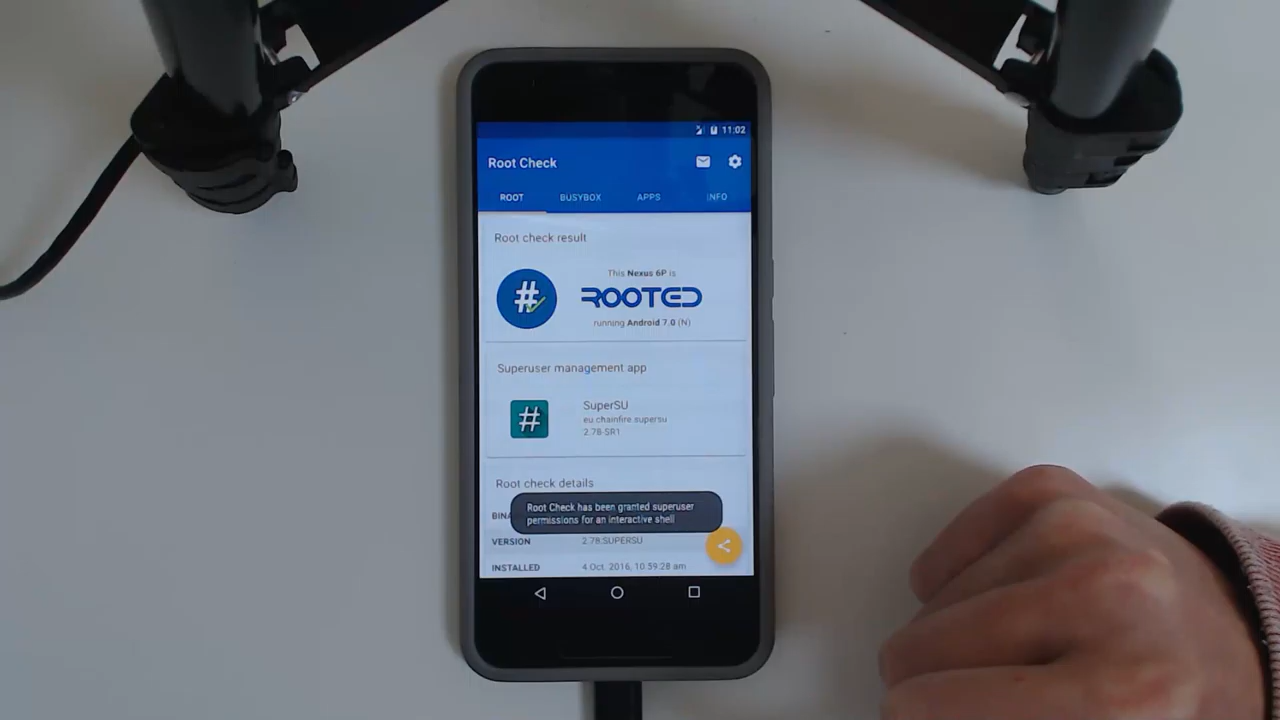 11:02
Root Check
ROOT BUSYBOX APPS INFO
Root check result
This Nexus 6P is
#
ROOTED
running Android 7.0 (N)
Superuser management app
#
SuperSU
eu.chainfire.supersu
2.78-SR1
Root check details
Root Check has been granted superuser
BINA
permissions for an interactive shell
VERSION 2.78:SUPERSU
INSTALLED 4 Oct. 2016, 10:59:28 am